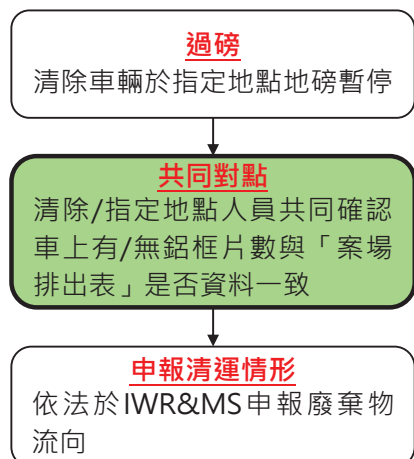 過磅
清除車輛於指定地點地磅暫停
共同對點
清除/指定地點人員共同確認
車上有/無鋁框片數與「案場
排出表」是否資料一致
申報清運情形
依法於IWR&MS申報廢棄物
流向